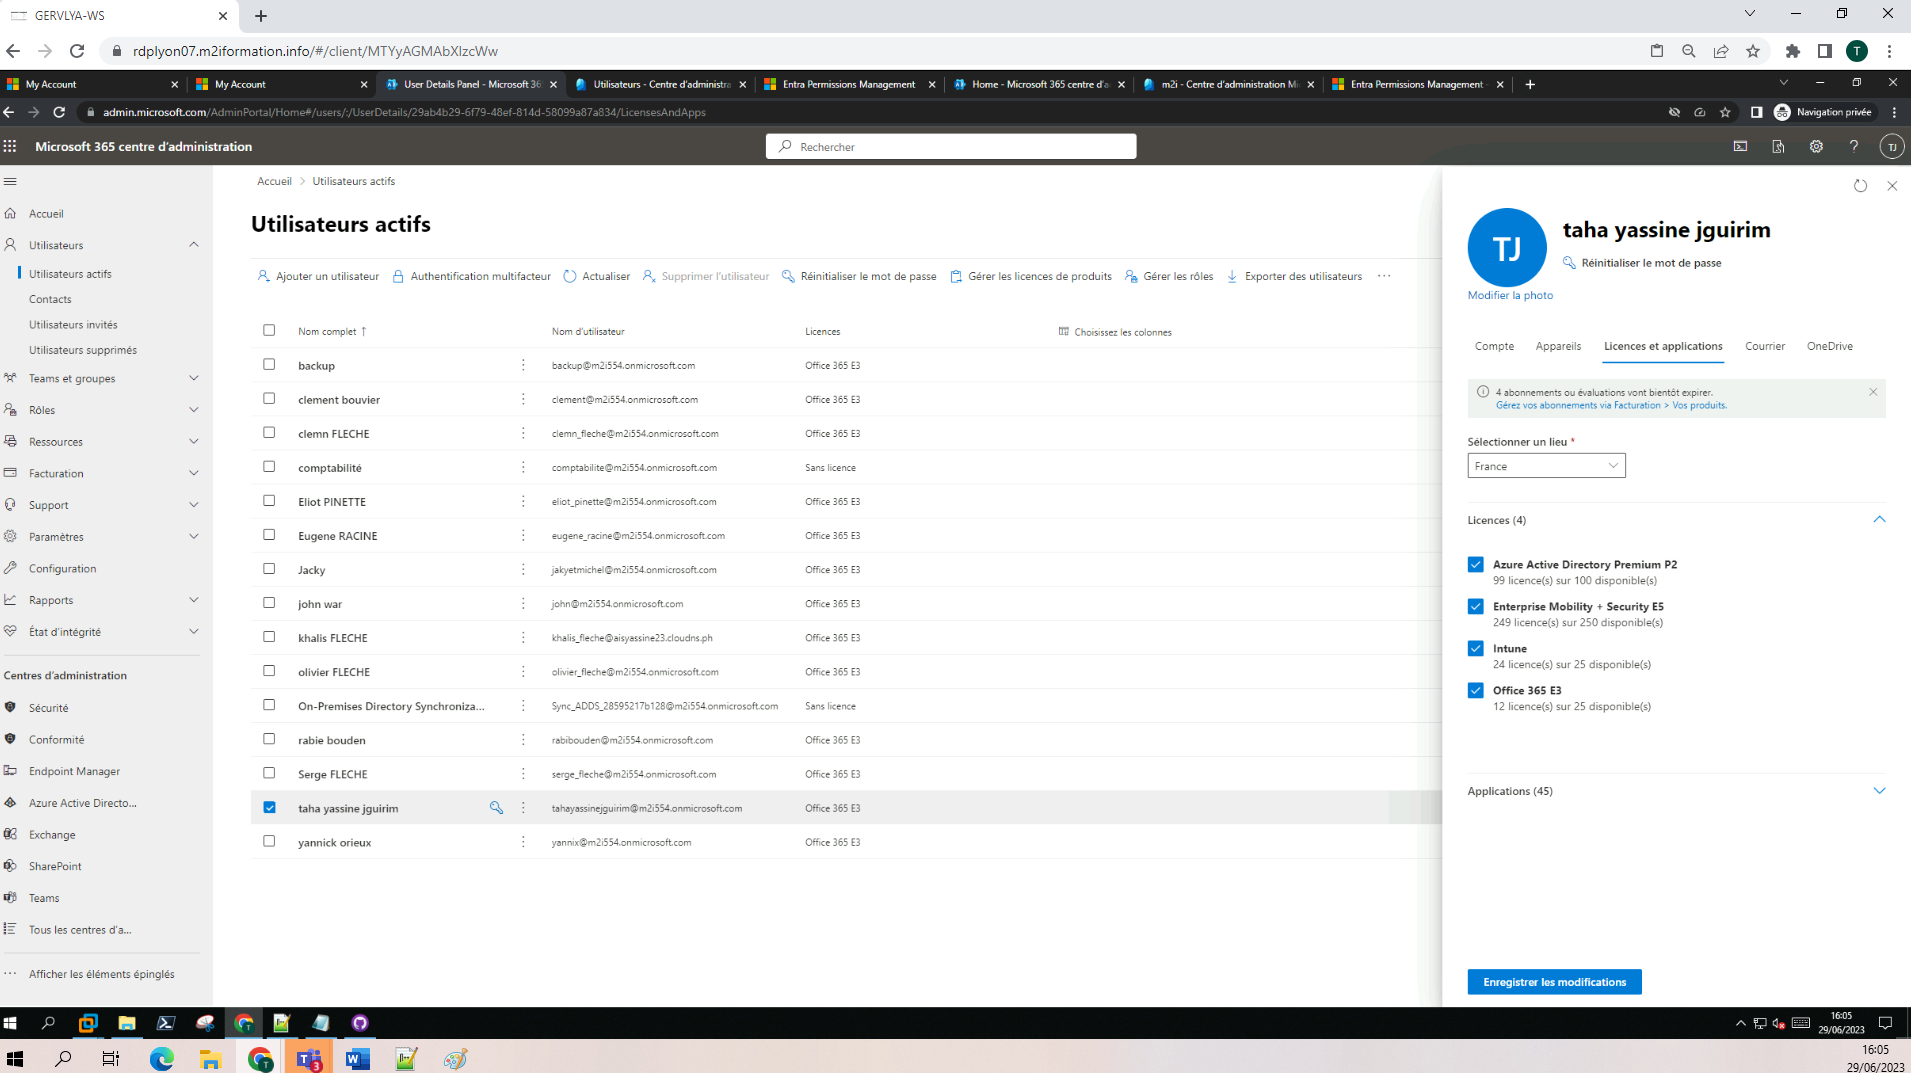 GERVLYA-WS
rdplyon07.m2iformation.info/#/client/MTYyAGMAbXlzcWw
T
My Account
My Account
User Details Panel - Microsoft 36
Utilisateurs - Centre d'administra
Entra Permissions Management
Home - Microsoft 365 centre d'a
m2i - Centre d'administration Mi
Entra Permissions Management -
admin.microsoft.com/AdminPortal/Home#/users/:/UserDetails/29ab4b29-6f79-48ef-814d-58099a87a834/LicensesAndApps
Navigation privée
Microsoft 365 centre d'administration
Rechercher
TJ
Accueil
Utilisateurs
Utilisateurs actifs
Contacts
Utilisateurs invités
Utilisateurs supprimés
Teams et groupes
Rôles
Ressources
Facturation
Support
Paramètres
Configuration
Rapports
État d'intégrité
Centres d'administration
Sécurité
Conformité
Endpoint Manager
Azure Active Directo...
Exchange
SharePoint
Teams
Tous les centres d'a...
Afficher les éléments épinglés
Accueil > Utilisateurs actifs
Utilisateurs actifs
Ajouter un utilisateur Authentification multifacteur Actualiser Supprimer l'utilisateur Réinitialiser le mot de passe Gérer les licences de produits Gérer les rôles Exporter des utilisateurs ...
Nom complet ↑ Nom d'utilisateur Licences Choisissez les colonnes
backup backup@m2i554.onmicrosoft.com Office 365 E3
clement bouvier clement@m2i554.onmicrosoft.com Office 365 E3
clemn FLECHE clemn_fleche@m2i554.onmicrosoft.com Office 365 E3
comptabilité comptabilite@m2i554.onmicrosoft.com Sans licence
Eliot PINETTE eliot_pinette@m2i554.onmicrosoft.com Office 365 E3
Eugene RACINE eugene_racine@m2i554.onmicrosoft.com Office 365 E3
Jacky jakyetmichel@m2i554.onmicrosoft.com Office 365 E3
john war john@m2i554.onmicrosoft.com Office 365 E3
khalis FLECHE khalis_fleche@aisyassine23.cloudns.ph Office 365 E3
olivier FLECHE olivier_fleche@m2i554.onmicrosoft.com Office 365 E3
On-Premises Directory Synchroniza... Sync_ADDS_28595217b128@m2i554.onmicrosoft.com Sans licence
rabie bouden rabibouden@m2i554.onmicrosoft.com Office 365 E3
Serge FLECHE serge_fleche@m2i554.onmicrosoft.com Office 365 E3
taha yassine jguirim tahayassinejguirim@m2i554.onmicrosoft.com Office 365 E3
yannick orieux yannix@m2i554.onmicrosoft.com Office 365 E3
TJ
taha yassine jguirim
Réinitialiser le mot de passe
Modifier la photo
Compte Appareils Licences et applications Courrier OneDrive
4 abonnements ou évaluations vont bientôt expirer.
Gérez vos abonnements via Facturation > Vos produits.
Sélectionner un lieu *
France
Licences (4)
Azure Active Directory Premium P2
99 licence(s) sur 100 disponible(s)
Enterprise Mobility + Security E5
249 licence(s) sur 250 disponible(s)
Intune
24 licence(s) sur 25 disponible(s)
Office 365 E3
12 licence(s) sur 25 disponible(s)
Applications (45)
Enregistrer les modifications
16:05
29/06/2023
3
16:05
29/06/2023